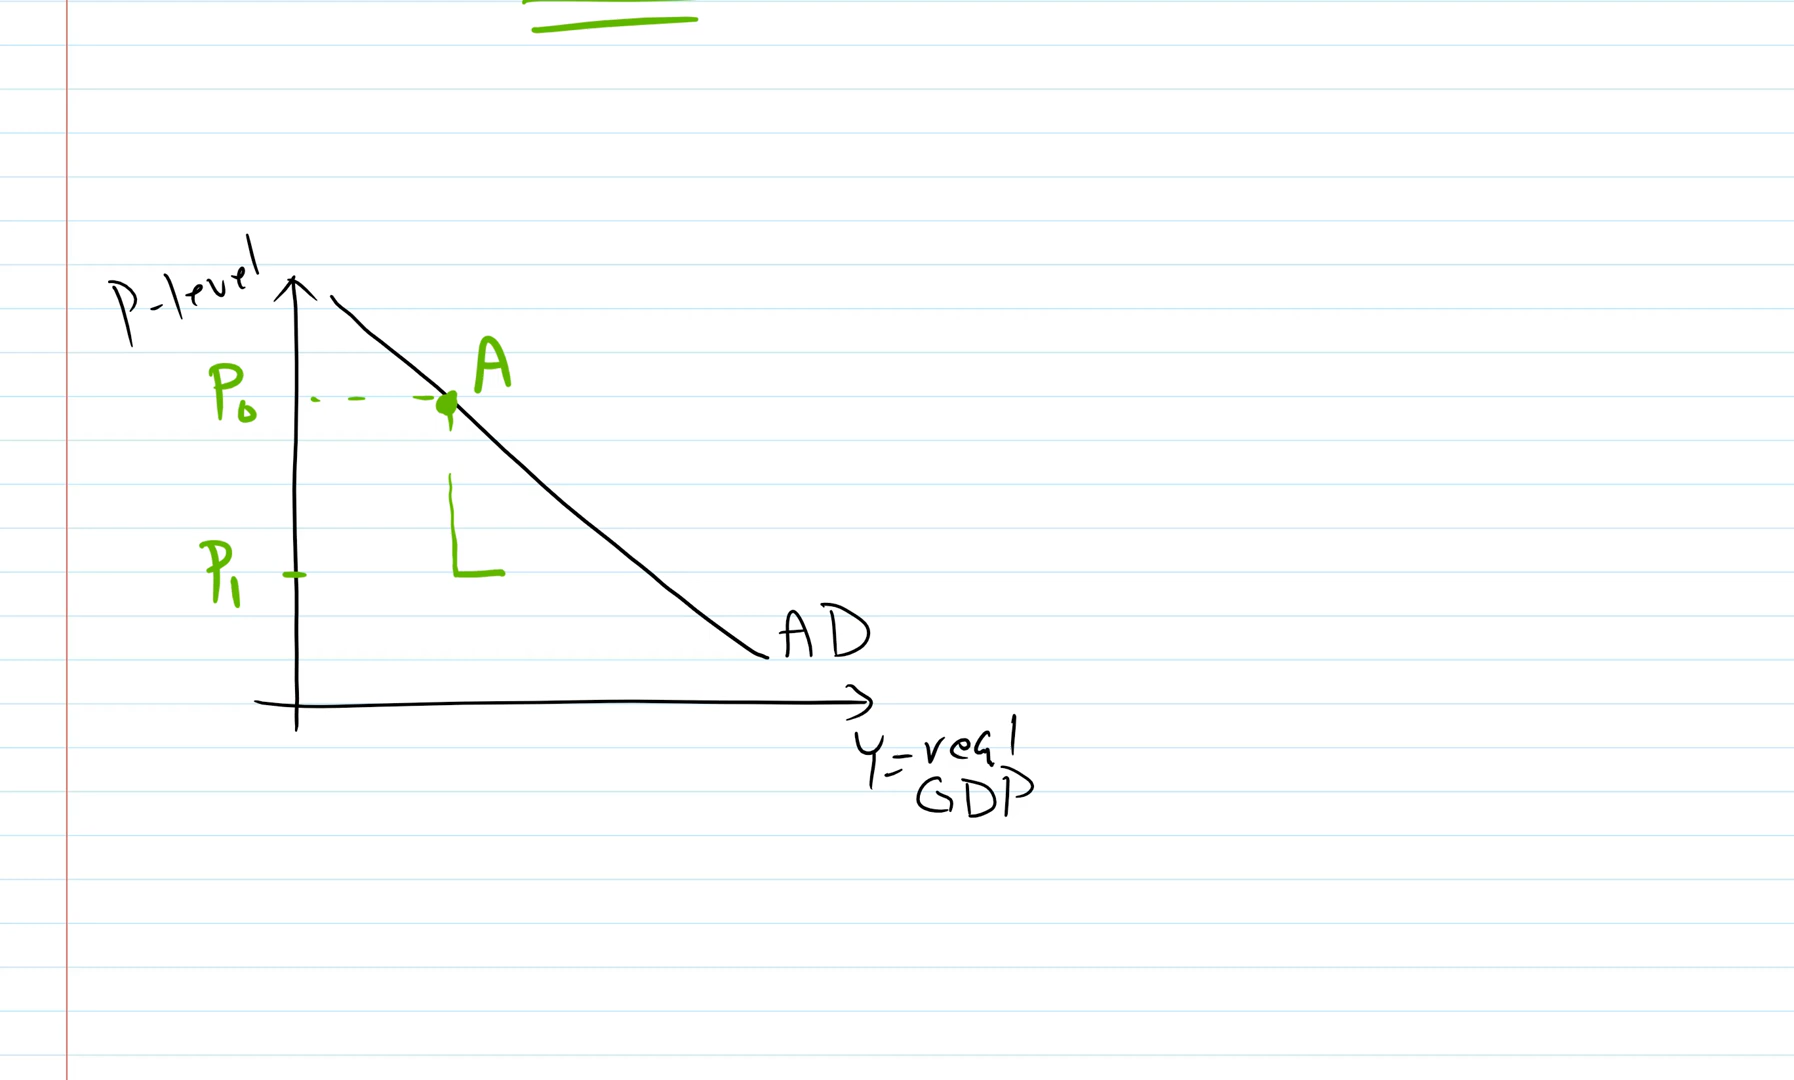 P-level
P₀
A
P₁
AD
Y=real
GDP